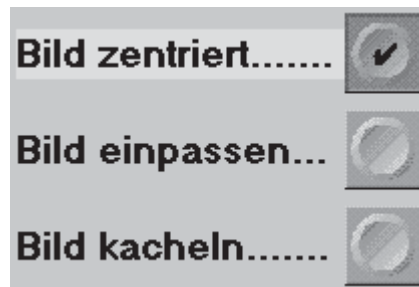 Bild zentriert.......
Bild einpassen...
Bild kacheln.......